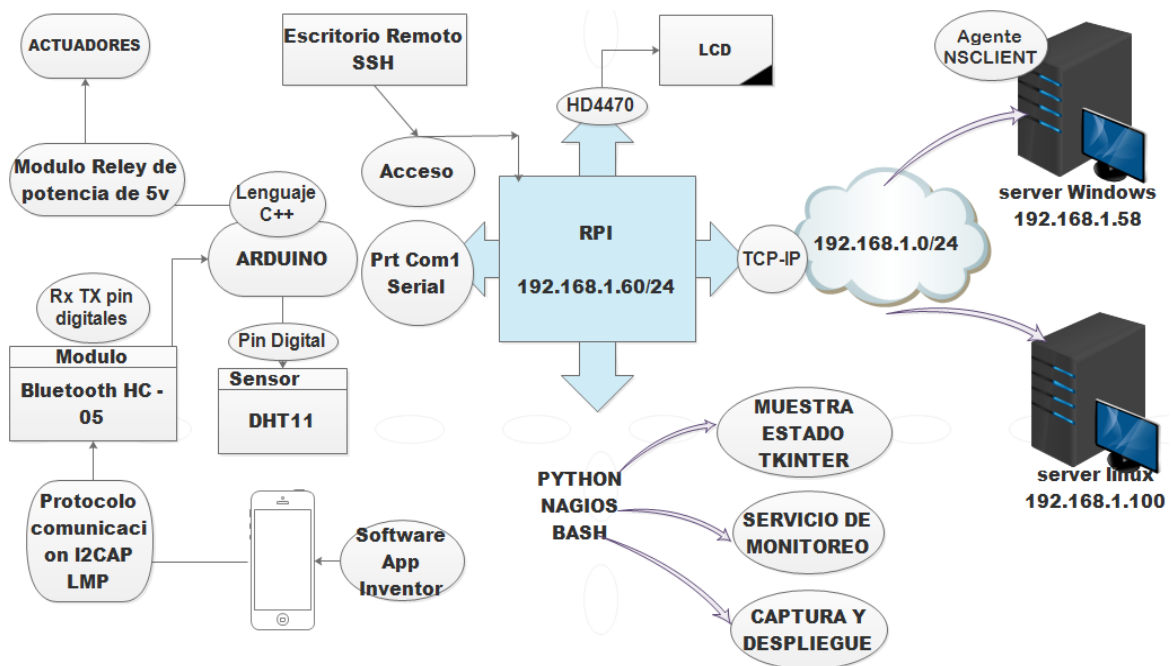 ACTUADORES
Escritorio Remoto
SSH
LCD
Agente
NSCLIENT
HD4470
Modulo Reley de
potencia de 5v
Acceso
Lenguaje
C++
server Windows
192.168.1.58
ARDUINO
Prt Com1
Serial
RPI
192.168.1.60/24
TCP-IP
192.168.1.0/24
Rx TX pin
digitales
Pin Digital
Modulo
Bluetooth HC -
05
Sensor
DHT11
MUESTRA
ESTADO
TKINTER
server linux
192.168.1.100
PYTHON
NAGIOS
BASH
SERVICIO DE
MONITOREO
Protocolo
comunicaci
on I2CAP
LMP
Software
App
Inventor
CAPTURA Y
DESPLIEGUE